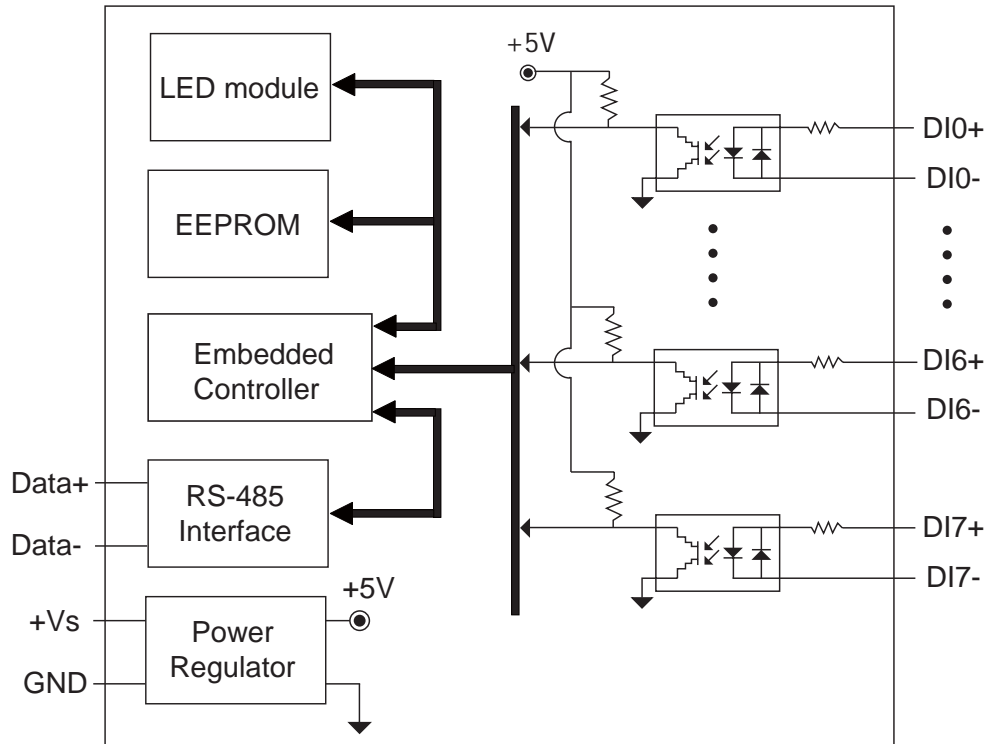 LED module
EEPROM
Embedded
Controller
RS-485
Interface
Power
Regulator
Data+
Data-
+Vs
GND
+5V
+5V
DI0+
DI0-
DI6+
DI6-
DI7+
DI7-